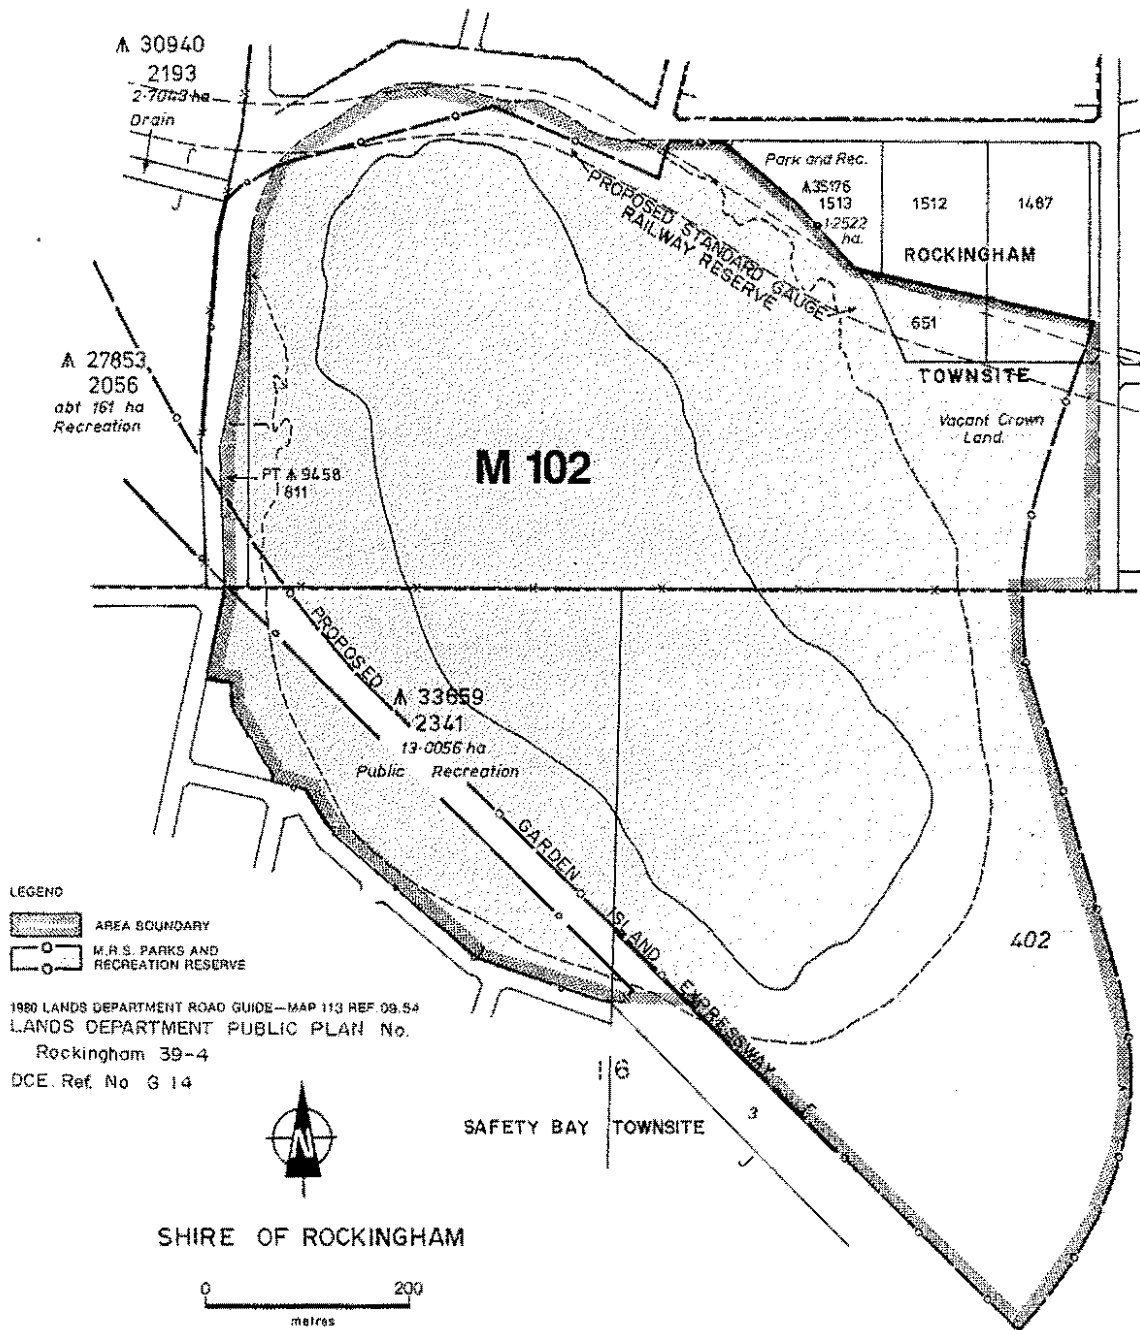 ⩚ 30940
2193
2·7043 ha
Drain
Park and Rec.
⩚35176
1513
1·2522
ha.
1512
1487
PROPOSED STANDARD GAUGE
RAILWAY RESERVE
ROCKINGHAM
651
TOWNSITE
Vacant Crown
Land.
⩚ 27853
2056
abt 161 ha
Recreation
M 102
PT ⩚ 9458
811
PROPOSED
⩚ 33659
2341
13·0056 ha
Public Recreation
GARDEN ISLAND EXPRESSWAY
402
LEGEND
AREA BOUNDARY
M.R.S. PARKS AND
RECREATION RESERVE
1980 LANDS DEPARTMENT ROAD GUIDE—MAP 113 REF. 09.54
LANDS DEPARTMENT PUBLIC PLAN No.
Rockingham 39-4
DCE. Ref. No G 14
16
3
SAFETY BAY TOWNSITE
N
SHIRE OF ROCKINGHAM
0 200
metres